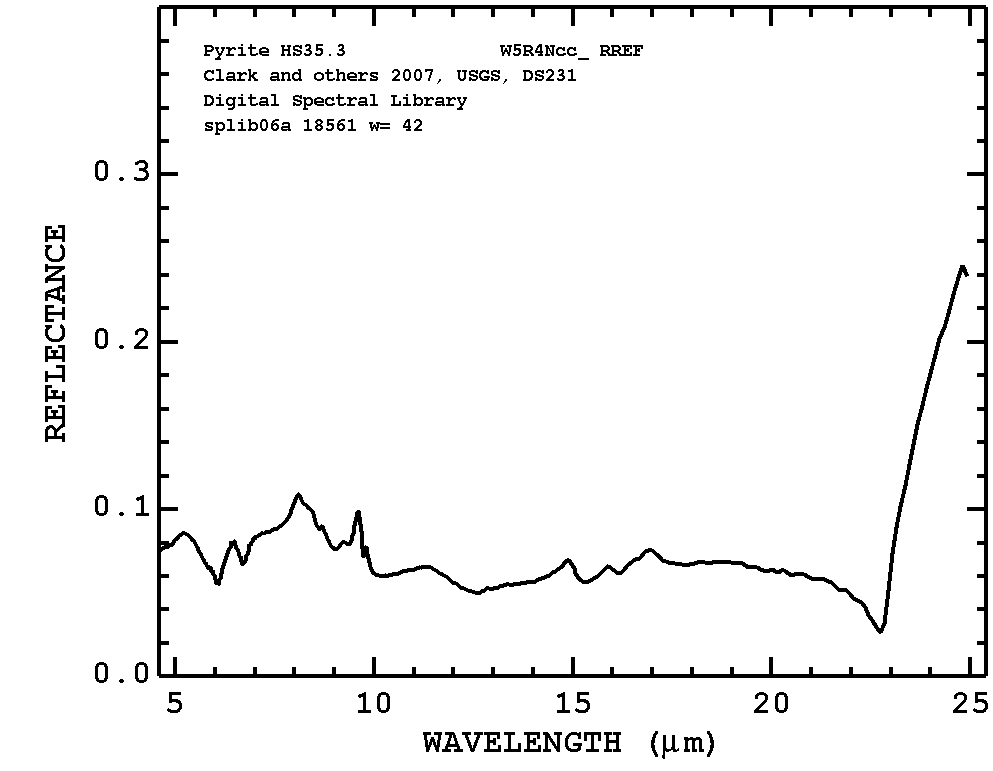 Pyrite HS35.3 W5R4Ncc_ RREF
Clark and others 2007, USGS, DS231
Digital Spectral Library
splib06a 18561 w= 42
REFLECTANCE
0.3
0.2
0.1
0.0
5 10 15 20 25
WAVELENGTH (μm)